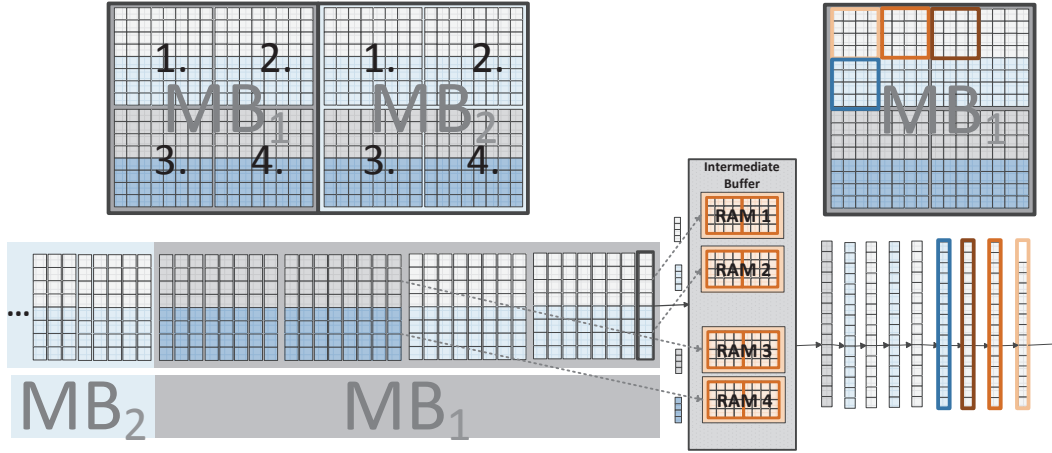 1. 2. 1. 2.
MB1 MB2
3. 4. 3. 4.
MB1
Intermediate
Buffer
RAM 1
RAM 2
RAM 3
RAM 4
...
MB2 MB1